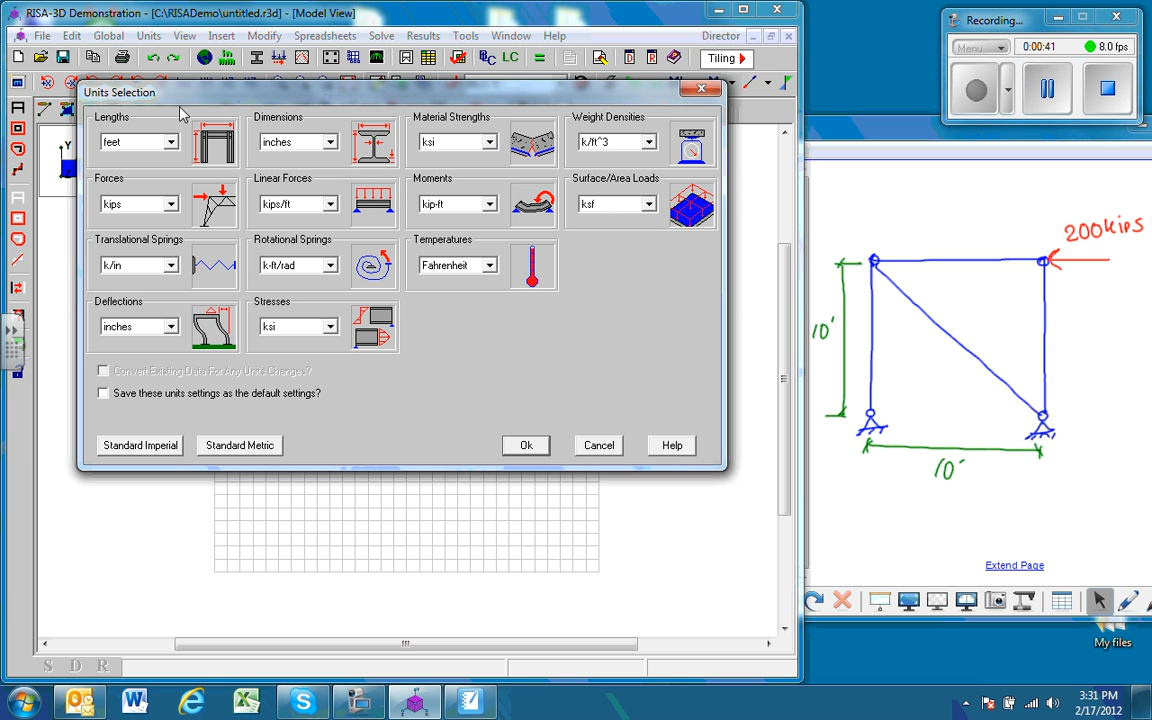 RISA-3D Demonstration - [C:\RISADemo\untitled.r3d] - [Model View]
File Edit Global Units View Insert Modify Spreadsheets Solve Results Tools Window Help Director
LC
D R
Tiling
Y
Units Selection
Lengths Dimensions Material Strengths Weight Densities
feet inches ksi k/ft^3
Forces Linear Forces Moments Surface/Area Loads
kips kips/ft kip-ft ksf
Translational Springs Rotational Springs Temperatures
k/in k-ft/rad Fahrenheit
Deflections Stresses
inches ksi
Convert Existing Data For Any Units Changes?
Save these units settings as the default settings?
Standard Imperial Standard Metric Ok Cancel Help
S D R
Recording...
Menu 0:00:41 8.0 fps
200kips
10'
10'
Extend Page
My files
3:31 PM
2/17/2012